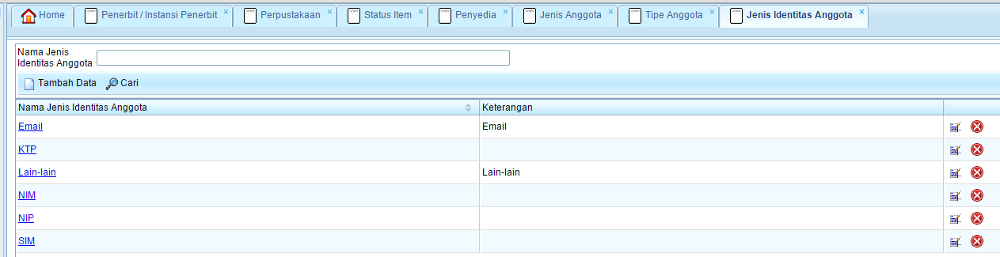 Home Penerbit / Instansi Penerbit Perpustakaan Status Item Penyedia Jenis Anggota Tipe Anggota Jenis Identitas Anggota
Nama Jenis
Identitas Anggota
Tambah Data Cari
Nama Jenis Identitas Anggota Keterangan
Email Email
KTP
Lain-lain Lain-lain
NIM
NIP
SIM